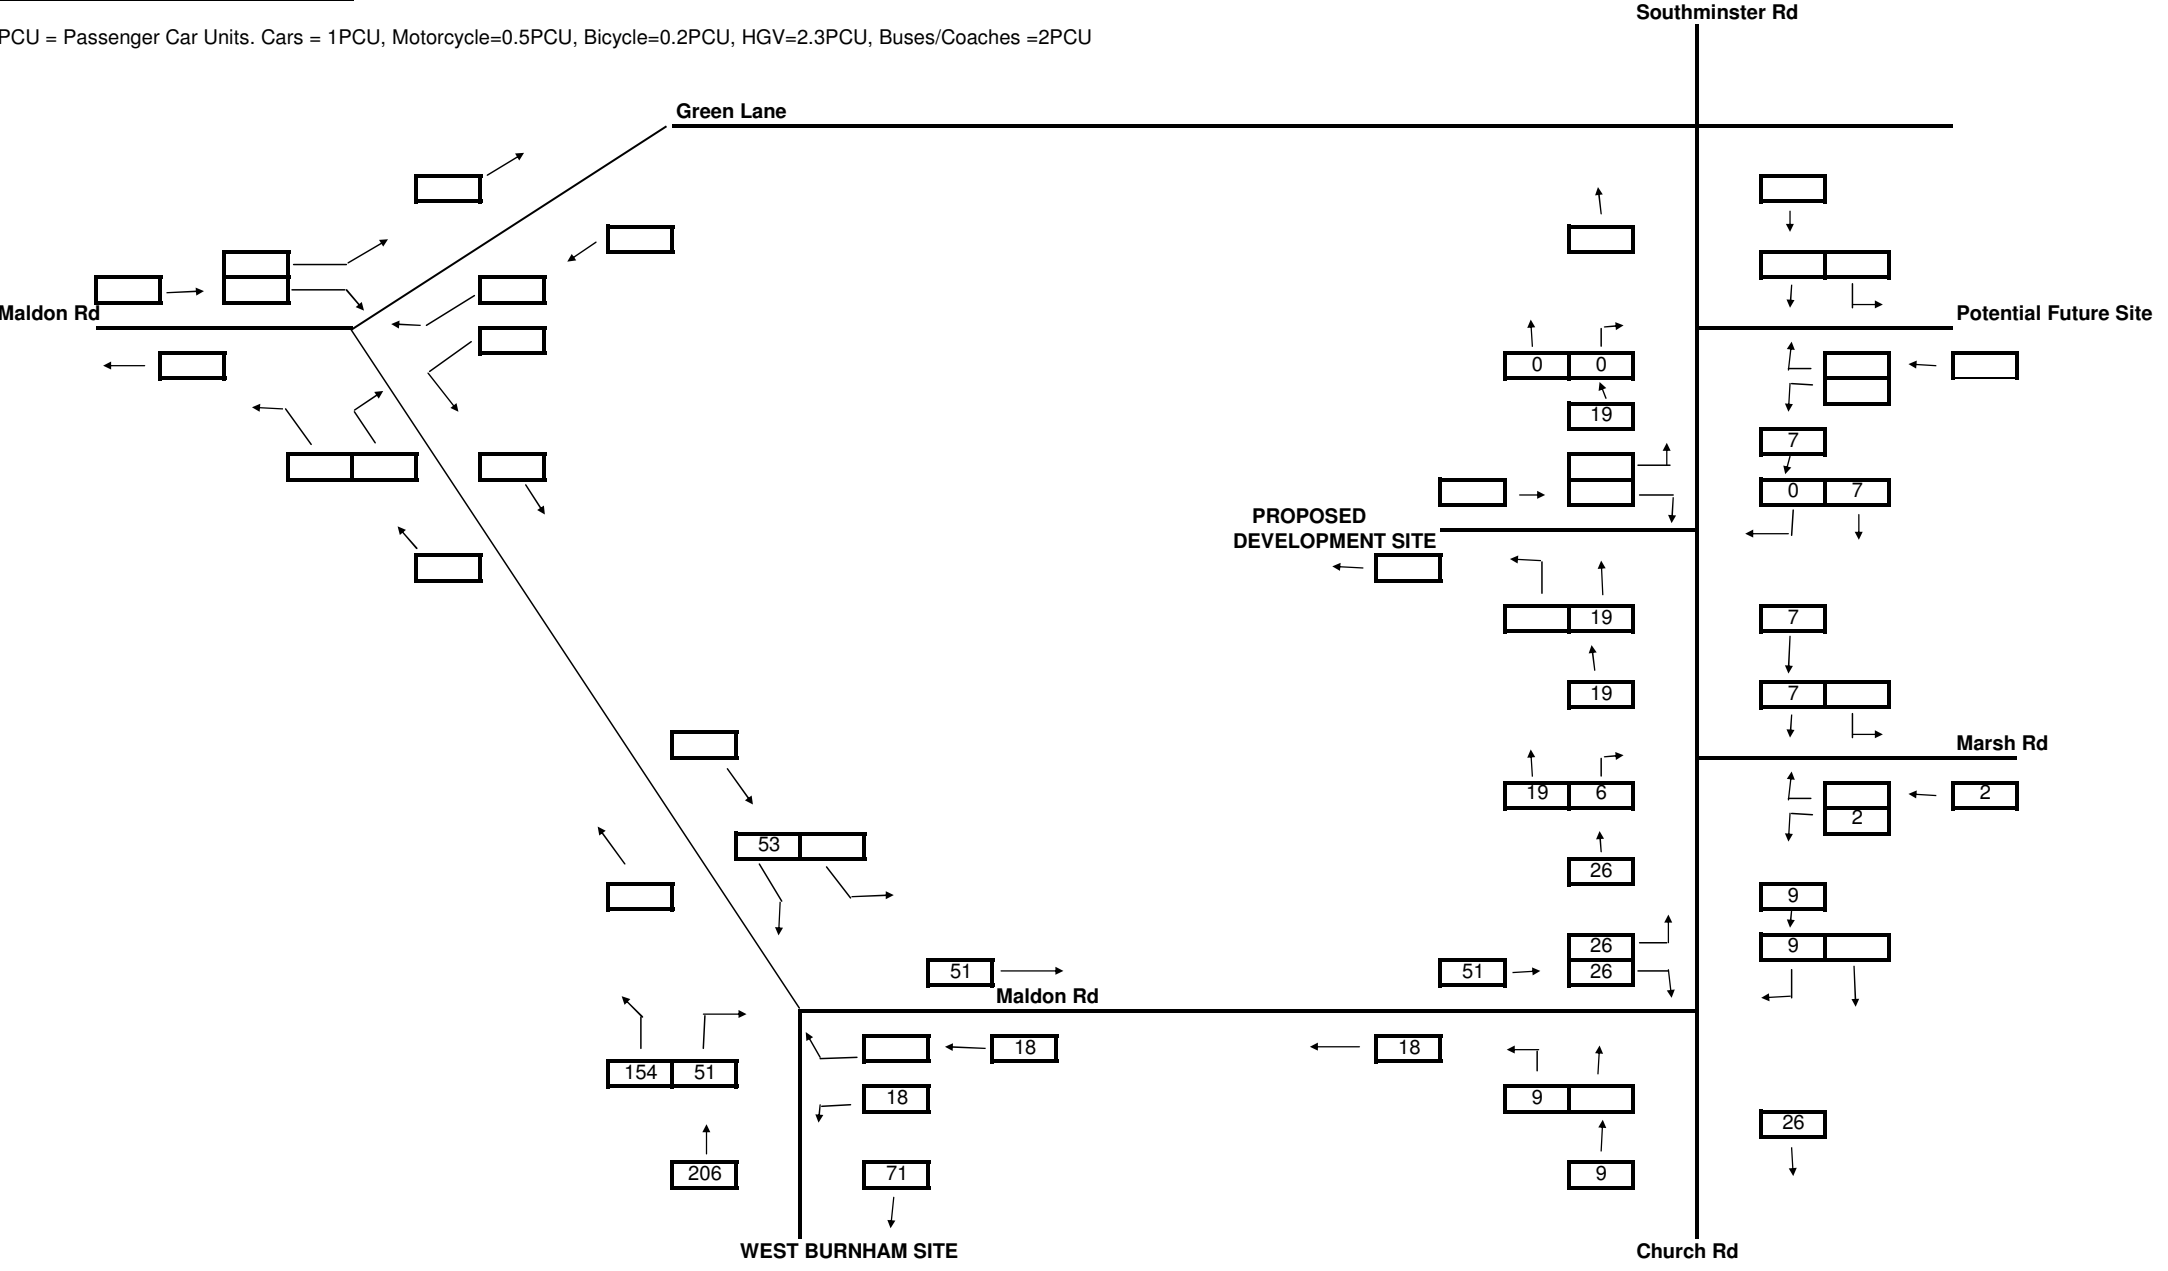 Southminster Rd
PCU = Passenger Car Units. Cars = 1PCU, Motorcycle=0.5PCU, Bicycle=0.2PCU, HGV=2.3PCU, Buses/Coaches =2PCU
Green Lane
Maldon Rd
Potential Future Site
0 0
19
7
0 7
PROPOSED
DEVELOPMENT SITE
19
7
19
7
Marsh Rd
19 6
2
2
53
26
9
26
9
51
51
26
Maldon Rd
18
18
154 51
18
9
26
206
71
9
WEST BURNHAM SITE
Church Rd